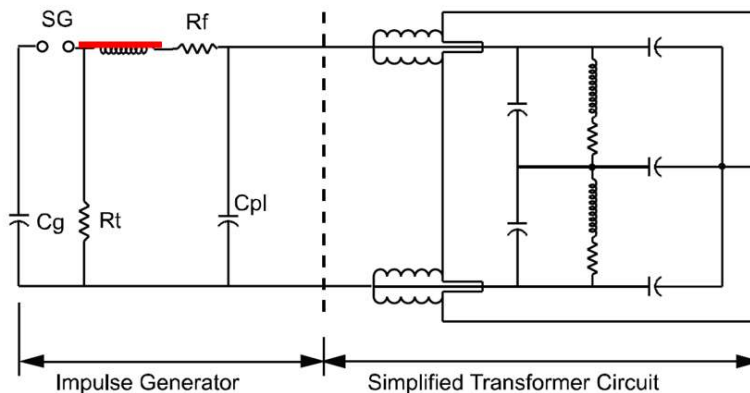 SG
Rf
Cg
Rt
Cpl
Impulse Generator
Simplified Transformer Circuit